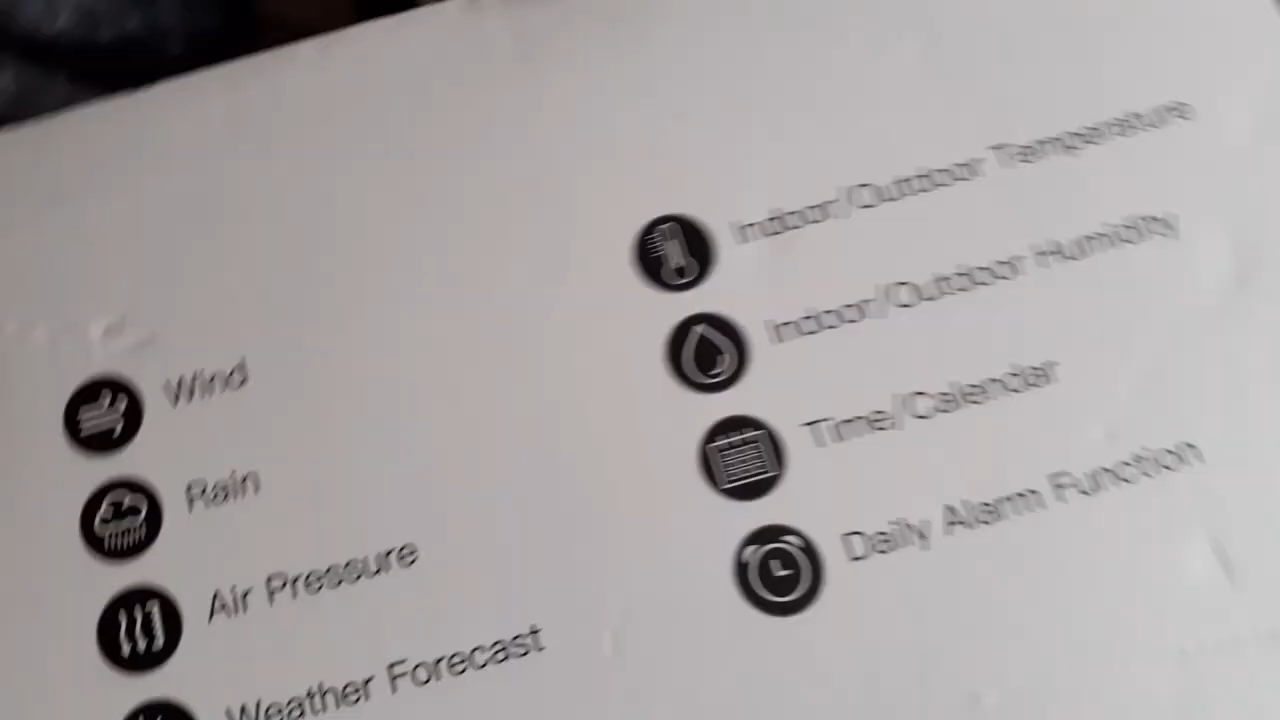 Wind
Rain
Air Pressure
Weather Forecast
Indoor/Outdoor Temperature
Indoor/Outdoor Humidity
Time/Calendar
Daily Alarm Function